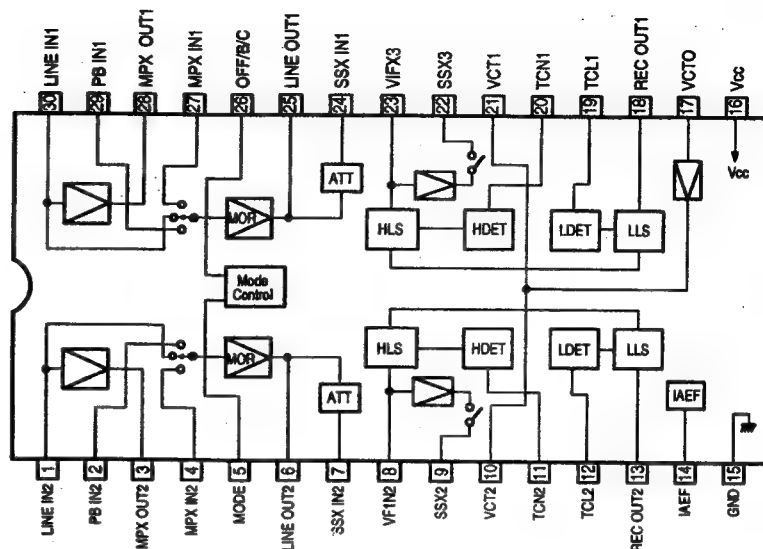 LINE IN1
PB IN1
MPX OUT1
MPX IN1
OFF/B/C
LINE OUT1
SSX IN1
VIFX3
SSX3
VCT1
TCN1
TCL1
REC OUT1
VCTO
Vcc
30
29
28
27
26
25
24
23
22
21
20
19
18
17
16
ATT
Vcc
MOR
HLS
HDET
LDET
LLS
Mode
Control
MOR
HLS
HDET
LDET
LLS
ATT
IAEF
1
2
3
4
5
6
7
8
9
10
11
12
13
14
15
LINE IN2
PB IN2
MPX OUT2
MPX IN2
MODE
LINE OUT2
SSX IN2
VF1N2
SSX2
VCT2
TCN2
TCL2
REC OUT2
IAEF
GND